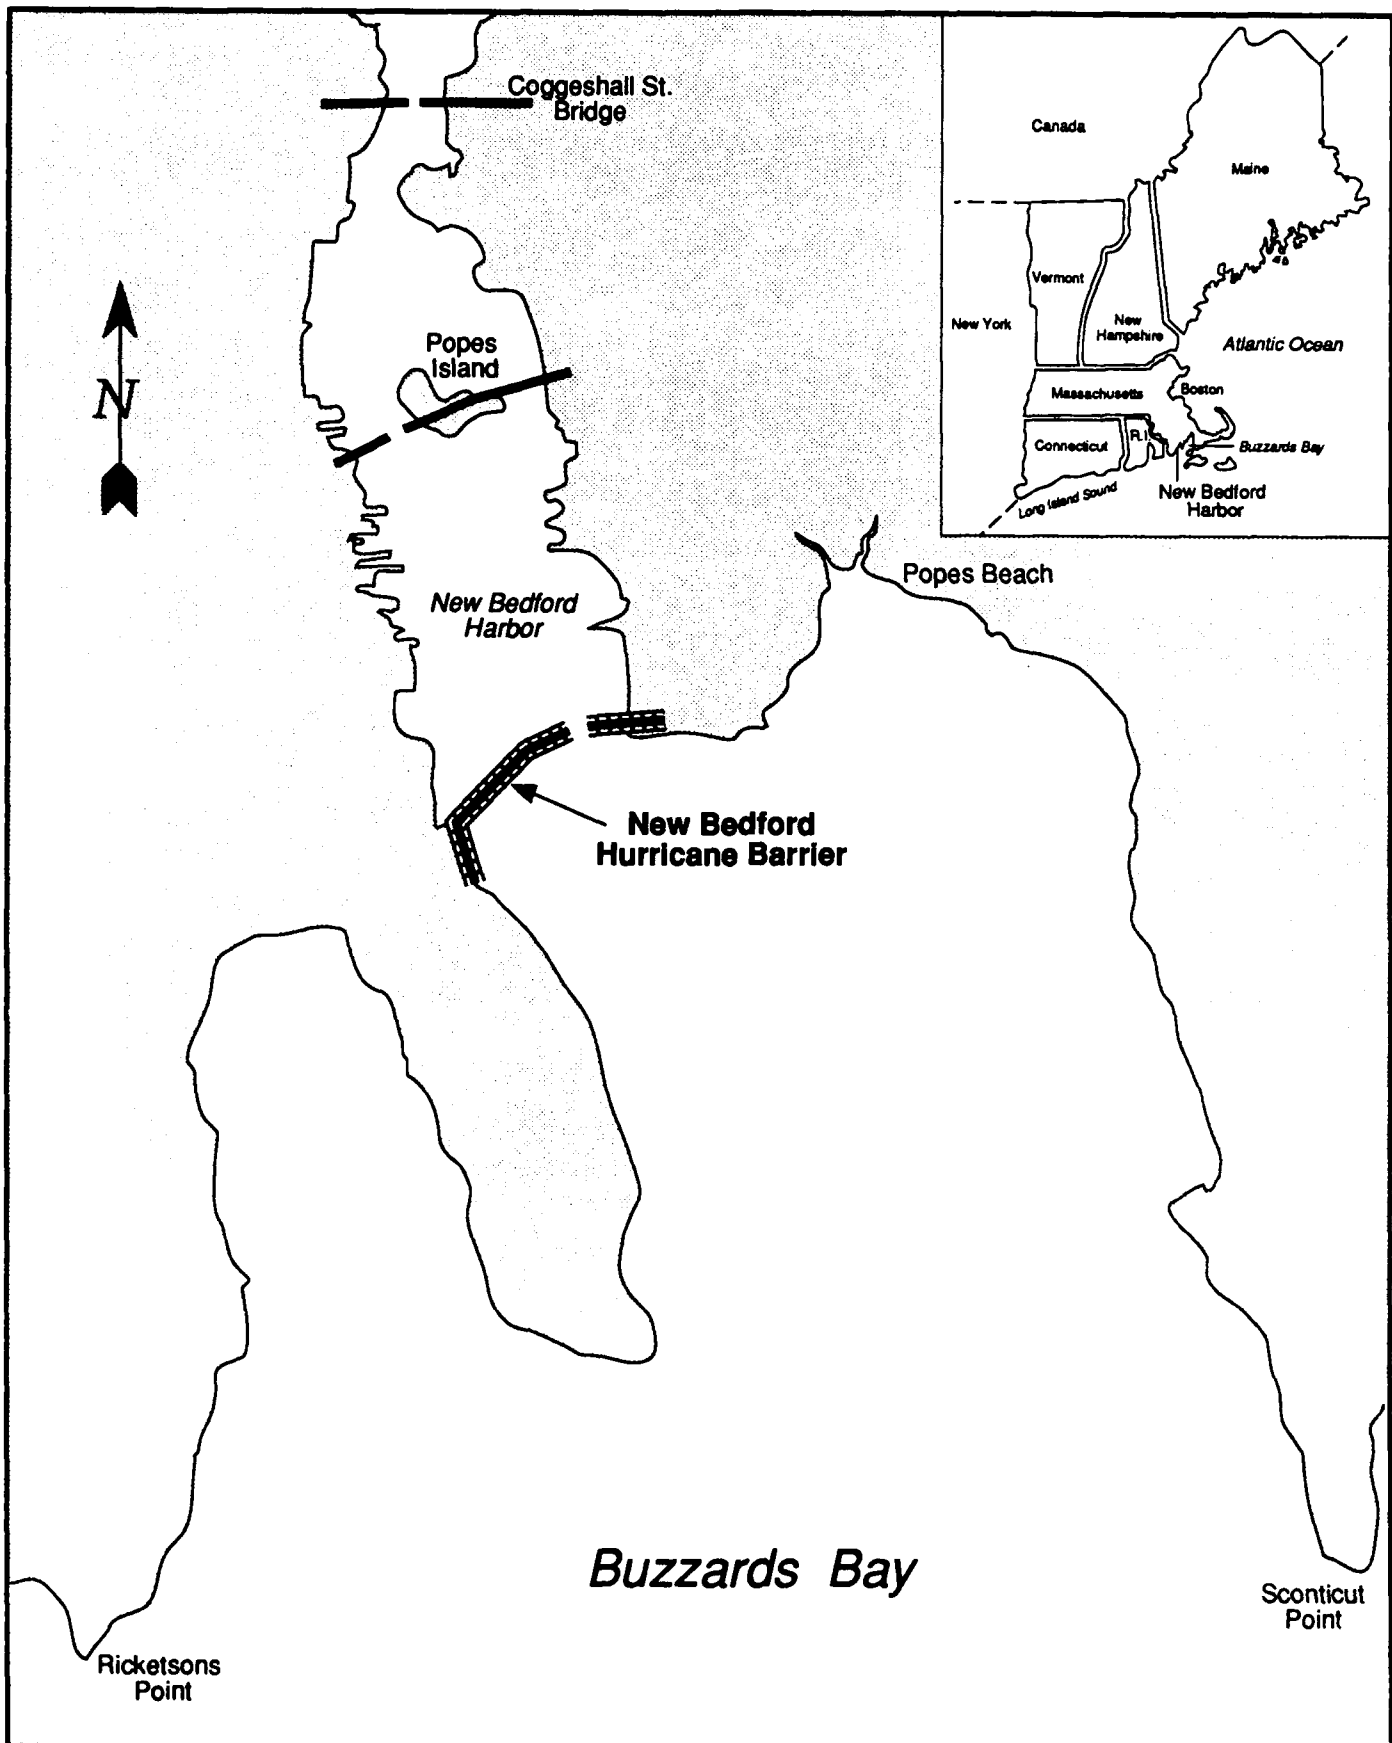 Coggeshall St.
Bridge
Canada
Maine
Vermont
New York
New
Hampshire
Atlantic Ocean
Massachusetts
Boston
Connecticut
R.I.
Buzzards Bay
Long Island Sound
New Bedford
Harbor
N
Popes
Island
Popes Beach
New Bedford
Harbor
New Bedford
Hurricane Barrier
Buzzards Bay
Sconticut
Point
Ricketsons
Point